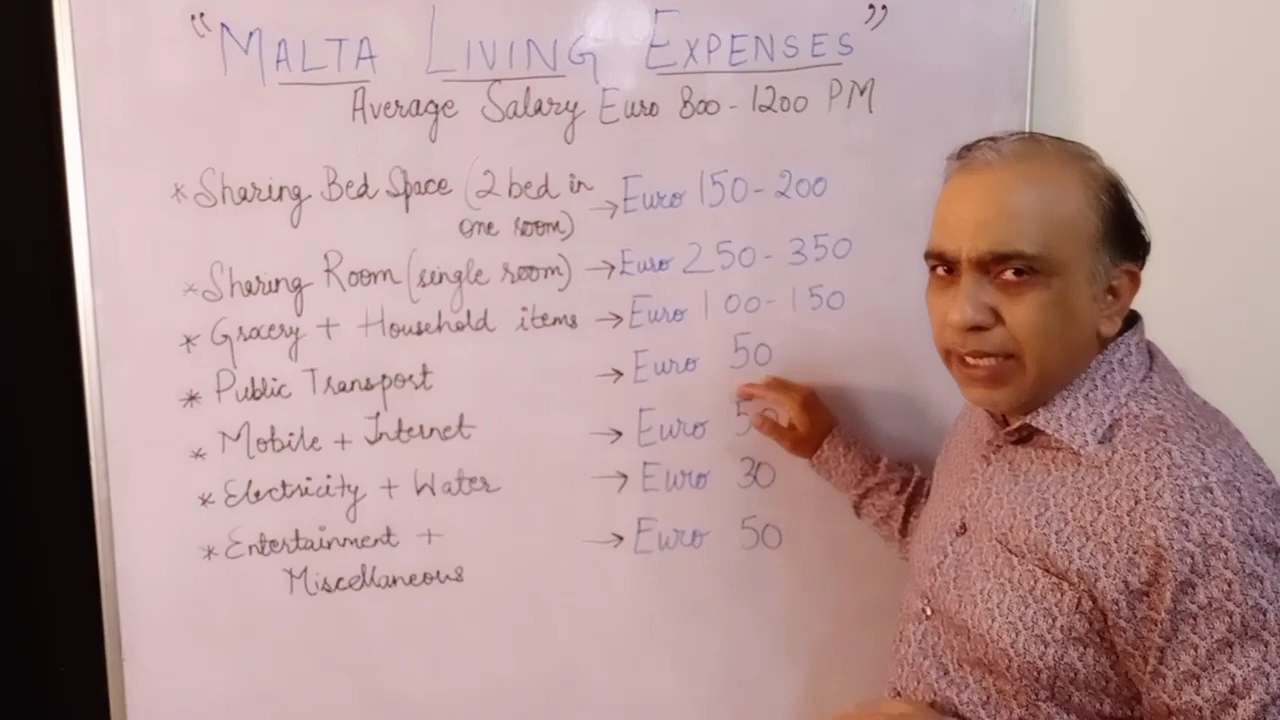 "MALTA LIVING EXPENSES"
Average Salary Euro 800 - 1200 PM
* Sharing Bed Space (2 bed in one room) → Euro 150 - 200
* Sharing Room (single room) → Euro 250 - 350
* Grocery + Household items → Euro 100 - 150
* Public Transport → Euro 50
* Mobile + Internet → Euro 50
* Electricity + Water → Euro 30
* Entertainment + → Euro 50
Miscellaneous